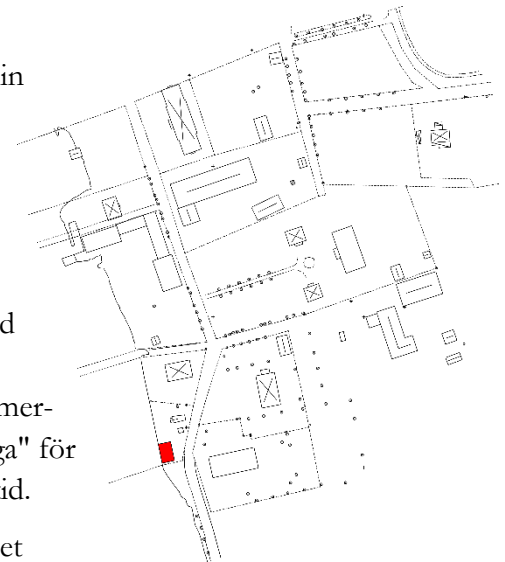 in
d
mer-
ga" för
id.
et